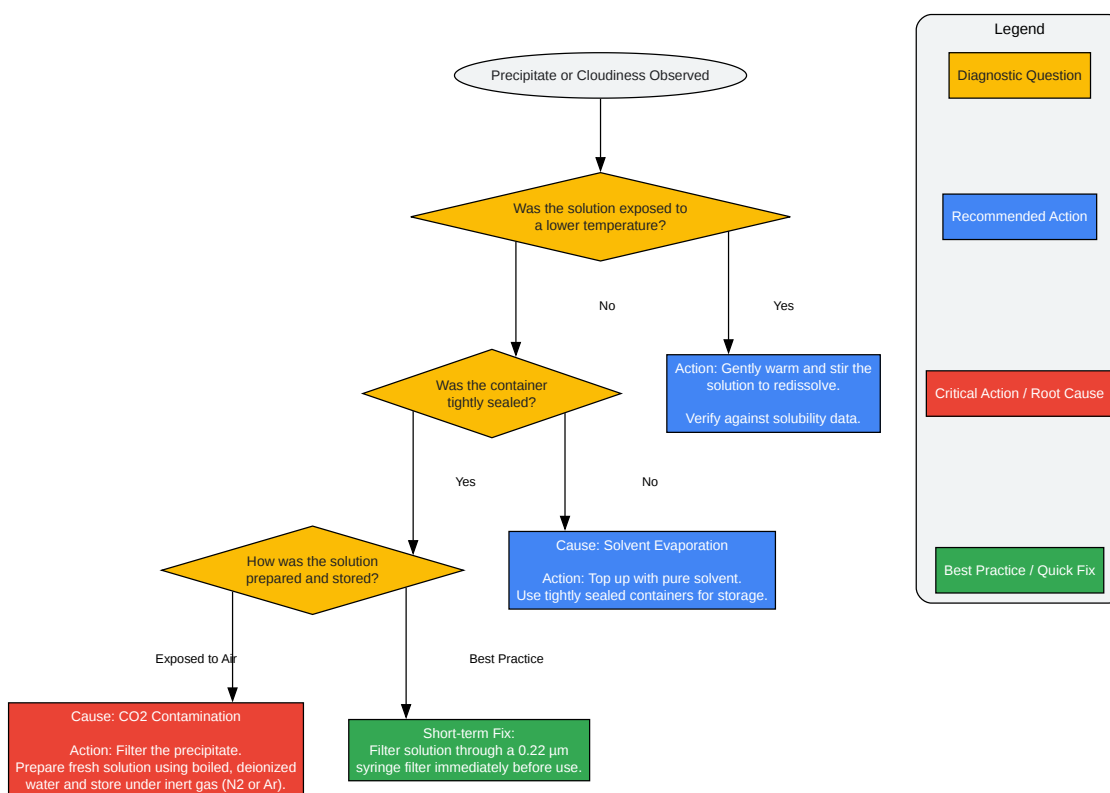 Legend
Precipitate or Cloudiness Observed
Diagnostic Question
Was the solution exposed to
a lower temperature?
Recommended Action
No
Yes
Was the container
tightly sealed?
Action: Gently warm and stir the
solution to redissolve.
Verify against solubility data.
Critical Action / Root Cause
Yes
No
How was the solution
prepared and stored?
Cause: Solvent Evaporation
Action: Top up with pure solvent.
Use tightly sealed containers for storage.
Best Practice / Quick Fix
Exposed to Air
Best Practice
Cause: CO2 Contamination
Action: Filter the precipitate.
Prepare fresh solution using boiled, deionized
water and store under inert gas (N2 or Ar).
Short-term Fix:
Filter solution through a 0.22 µm
syringe filter immediately before use.